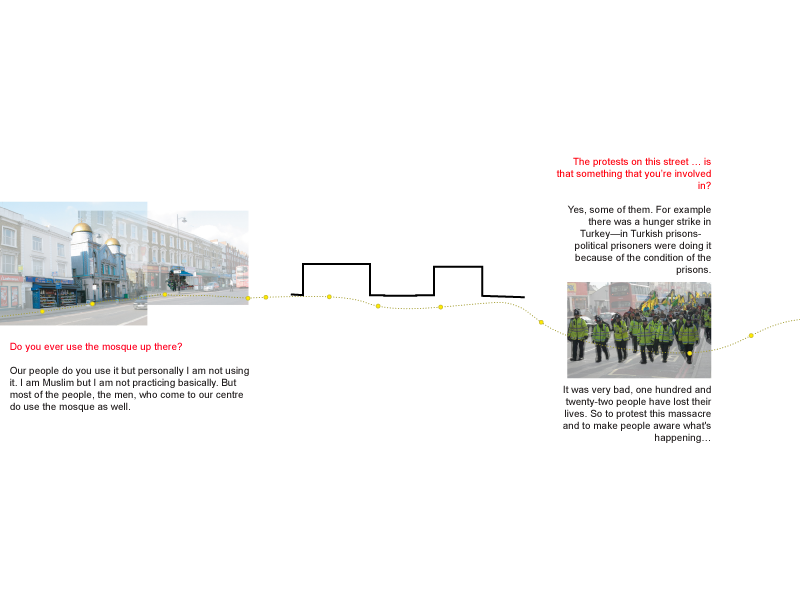 Do you ever use the mosque up there?
Our people do you use it but personally I am not using
it. I am Muslim but I am not practicing basically. But
most of the people, the men, who come to our centre
do use the mosque as well.
The protests on this street … is
that something that you're involved
in?
Yes, some of them. For example
there was a hunger strike in
Turkey—in Turkish prisons-
political prisoners were doing it
because of the condition of the
prisons.
It was very bad, one hundred and
twenty-two people have lost their
lives. So to protest this massacre
and to make people aware what's
happening…